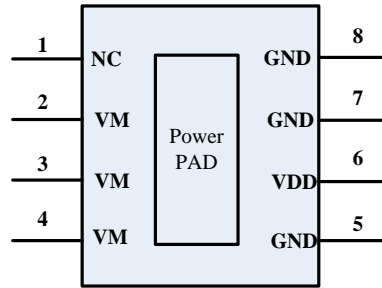 1 NC GND 8
2 VM GND 7
Power
PAD
3 VM VDD 6
4 VM GND 5